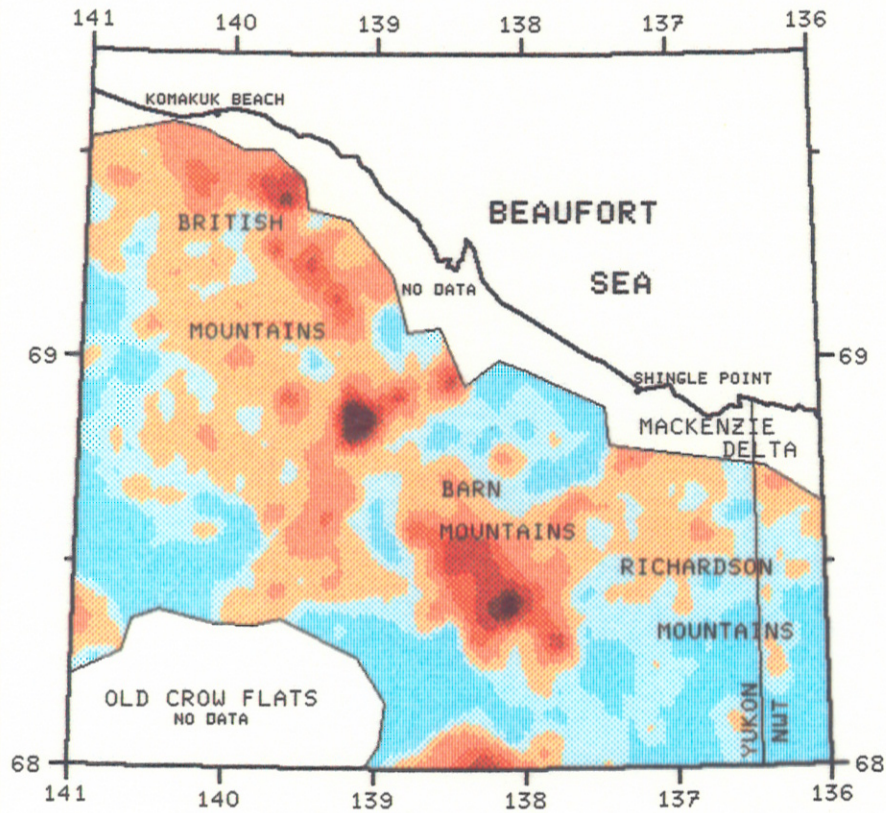 141 140 139 138 137 136
KOMAKUK BEACH
BEAUFORT
BRITISH
SEA
NO DATA
MOUNTAINS
69 69
SHINGLE POINT
MACKENZIE
DELTA
BARN
MOUNTAINS
RICHARDSON
MOUNTAINS
OLD CROW FLATS
NO DATA
YUKON
NWT
68 68
141 140 139 138 137 136